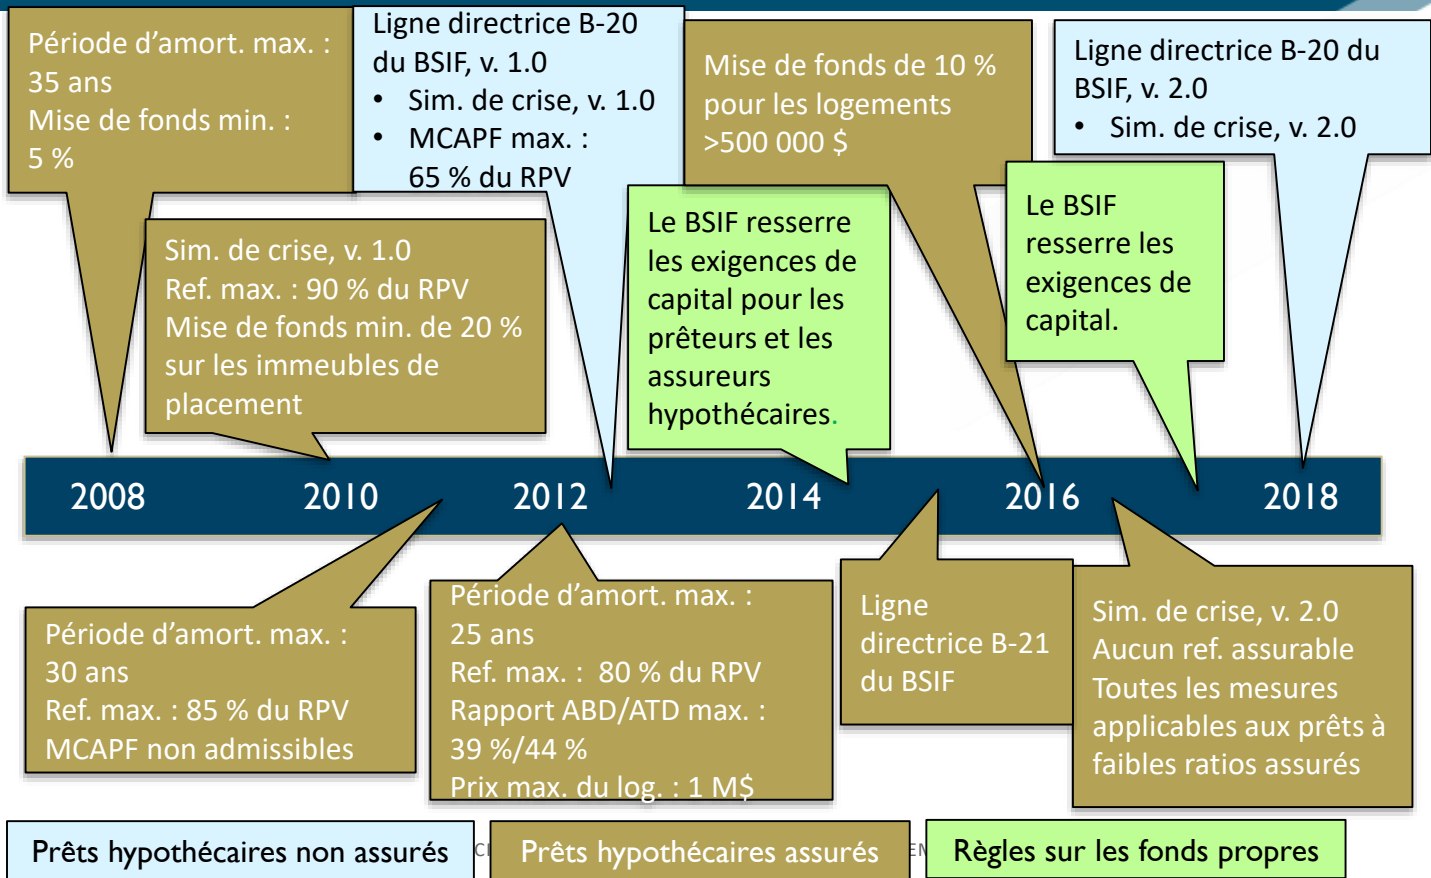 Période d’amort. max. :
35 ans
Mise de fonds min. :
5 %
Ligne directrice B-20
du BSIF, v. 1.0
• Sim. de crise, v. 1.0
• MCAPF max. :
65 % du RPV
Mise de fonds de 10 %
pour les logements
>500 000 $
Ligne directrice B-20 du
BSIF, v. 2.0
• Sim. de crise, v. 2.0
Sim. de crise, v. 1.0
Ref. max. : 90 % du RPV
Mise de fonds min. de 20 %
sur les immeubles de
placement
Le BSIF resserre
les exigences de
capital pour les
prêteurs et les
assureurs
hypothécaires.
Le BSIF
resserre les
exigences de
capital.
2008 2010 2012 2014 2016 2018
Période d’amort. max. :
30 ans
Ref. max. : 85 % du RPV
MCAPF non admissibles
Période d’amort. max. :
25 ans
Ref. max. : 80 % du RPV
Rapport ABD/ATD max. :
39 %/44 %
Prix max. du log. : 1 M$
Ligne
directrice B-21
du BSIF
Sim. de crise, v. 2.0
Aucun ref. assurable
Toutes les mesures
applicables aux prêts à
faibles ratios assurés
Prêts hypothécaires non assurés
Prêts hypothécaires assurés
Règles sur les fonds propres